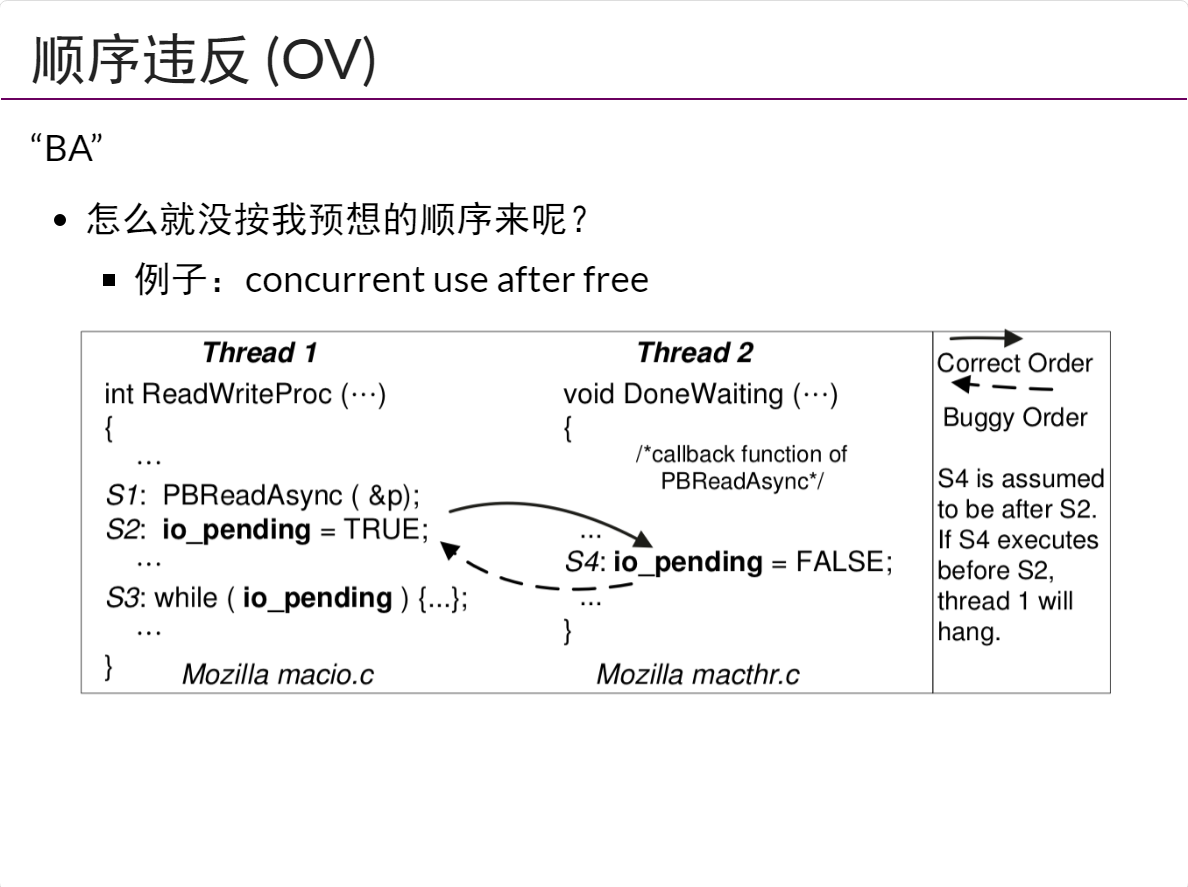 顺序违反 (OV)
“BA”
怎么就没按我预想的顺序来呢？
例子：concurrent use after free
Thread 1
int ReadWriteProc (···)
{
···
S1: PBReadAsync ( &p);
S2: io_pending = TRUE;
···
S3: while ( io_pending ) {...};
···
}
Mozilla macio.c
Thread 2
void DoneWaiting (···)
{
/*callback function of
PBReadAsync*/
...
S4: io_pending = FALSE;
...
}
Mozilla macthr.c
Correct Order
Buggy Order
S4 is assumed
to be after S2.
If S4 executes
before S2,
thread 1 will
hang.